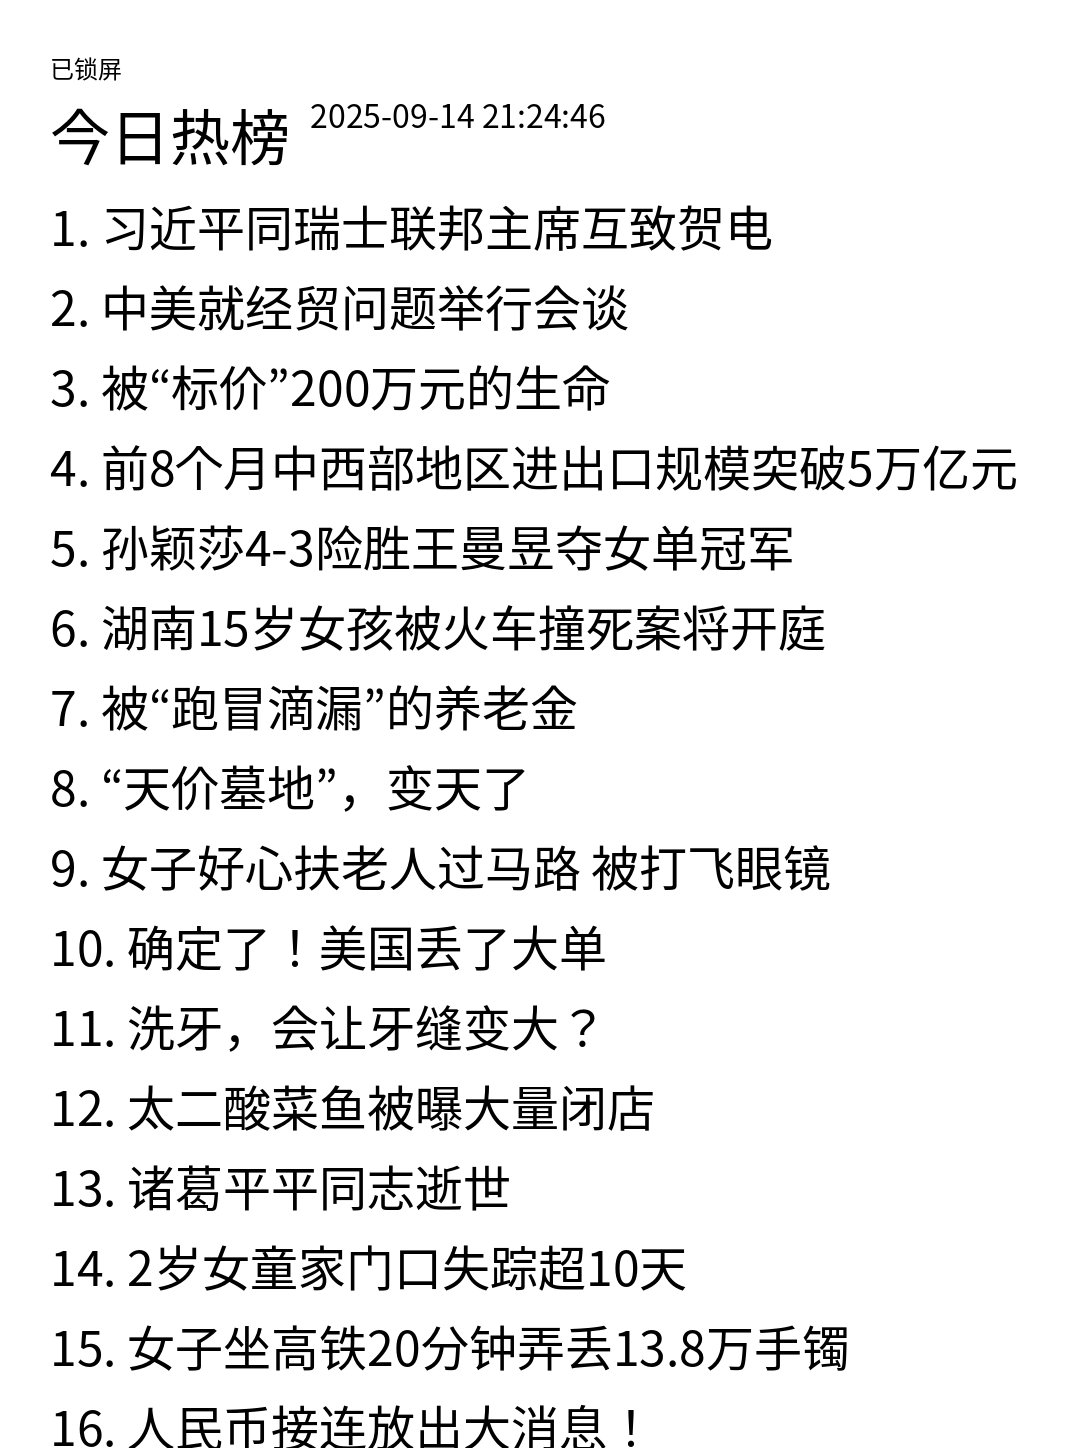 已锁屏
今日热榜 2025-09-14 21:24:46
1. 习近平同瑞士联邦主席互致贺电
2. 中美就经贸问题举行会谈
3. 被“标价”200万元的生命
4. 前8个月中西部地区进出口规模突破5万亿元
5. 孙颖莎4-3险胜王曼昱夺女单冠军
6. 湖南15岁女孩被火车撞死案将开庭
7. 被“跑冒滴漏”的养老金
8. “天价墓地”，变天了
9. 女子好心扶老人过马路 被打飞眼镜
10. 确定了！美国丢了大单
11. 洗牙，会让牙缝变大？
12. 太二酸菜鱼被曝大量闭店
13. 诸葛平平同志逝世
14. 2岁女童家门口失踪超10天
15. 女子坐高铁20分钟弄丢13.8万手镯
16. 人民币接连放出大消息！